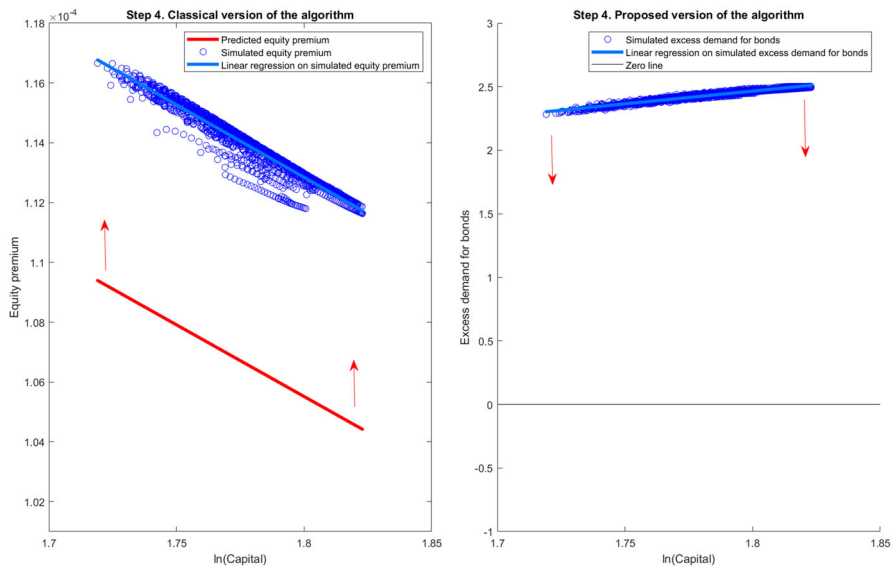 Step 4. Classical version of the algorithm
×10⁻⁴
Predicted equity premium
Simulated equity premium
Linear regression on simulated equity premium
Equity premium
1.18
1.16
1.14
1.12
1.1
1.08
1.06
1.04
1.02
1.7
1.75
1.8
1.85
ln(Capital)
Step 4. Proposed version of the algorithm
Simulated excess demand for bonds
Linear regression on simulated excess demand for bonds
Zero line
Excess demand for bonds
3
2.5
2
1.5
1
0.5
0
-0.5
-1
1.7
1.75
1.8
1.85
ln(Capital)